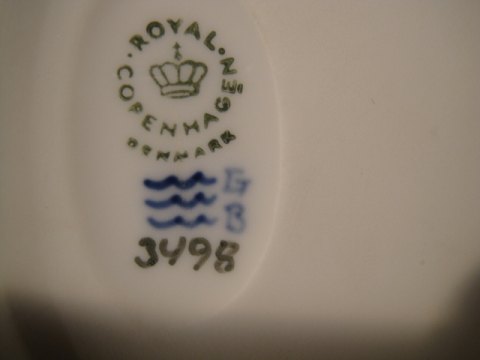 ROYAL
COPENHAGEN
DENMARK
G
B
3498